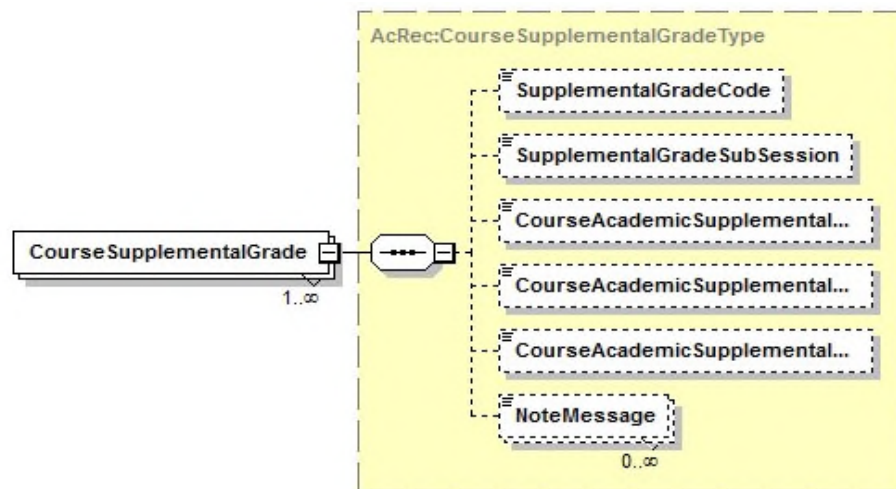 AcRec:CourseSupplementalGradeType
SupplementalGradeCode
SupplementalGradeSubSession
CourseAcademicSupplemental...
CourseSupplementalGrade
1..∞
CourseAcademicSupplemental...
CourseAcademicSupplemental...
NoteMessage
0..∞